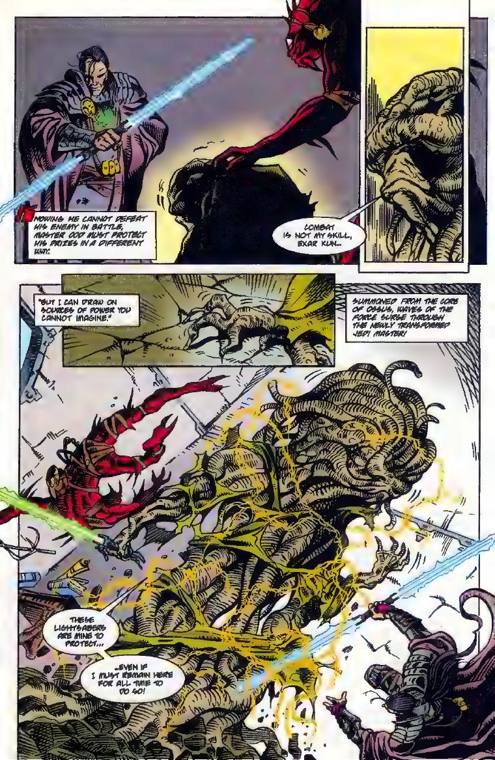 KNOWING HE CANNOT DEFEAT
HIS ENEMY IN BATTLE,
MASTER OOD MUST PROTECT
HIS PRIZES IN A DIFFERENT
WAY.
COMBAT
IS NOT MY SKILL,
EXAR KUN...
"BUT I CAN DRAW ON
SOURCES OF POWER YOU
CANNOT IMAGINE."
SUMMONED FROM THE CORE
OF OSSUS, WAVES OF THE
FORCE SURGE THROUGH
THE NEWLY TRANSFORMED
JEDI MASTER!
THESE
LIGHTSABERS
ARE MINE TO
PROTECT...
...EVEN IF
I MUST REMAIN HERE
FOR ALL TIME TO
DO SO!